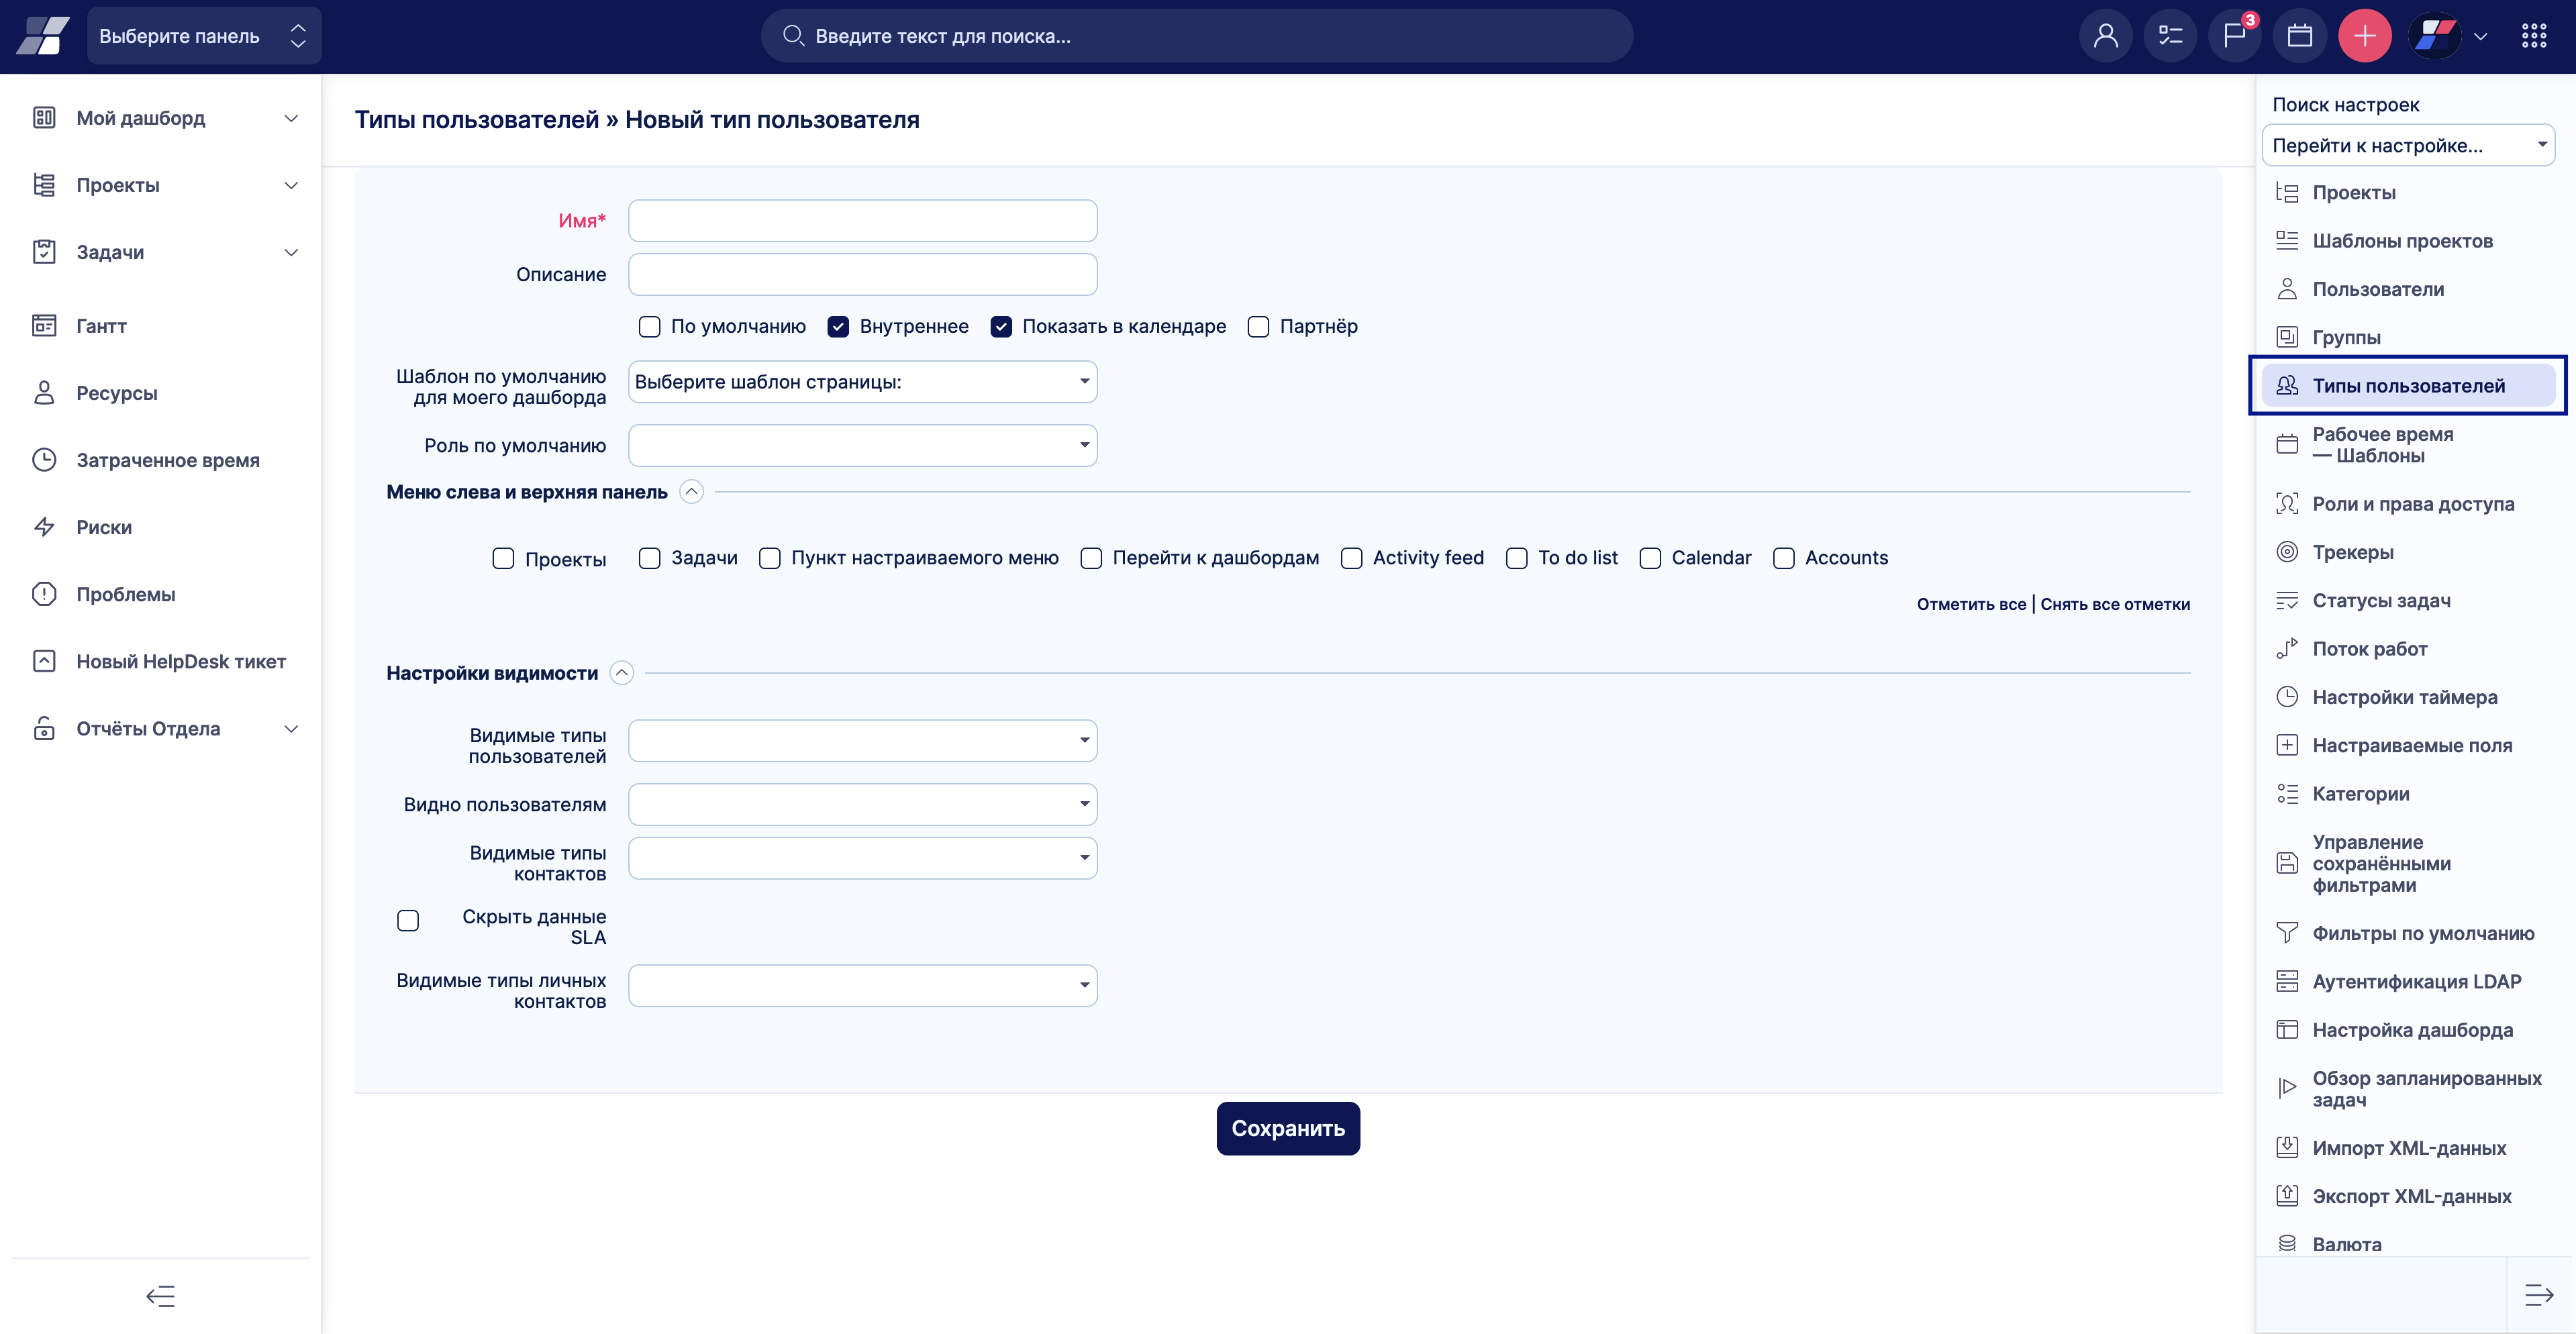 Выберите панель
Введите текст для поиска...
3
Мой дашборд
Проекты
Задачи
Гантт
Ресурсы
Затраченное время
Риски
Проблемы
Новый HelpDesk тикет
Отчёты Отдела
Типы пользователей » Новый тип пользователя
Имя*
Описание
По умолчанию
Внутреннее
Показать в календаре
Партнёр
Шаблон по умолчанию
для моего дашборда
Выберите шаблон страницы:
Роль по умолчанию
Меню слева и верхняя панель
Проекты
Задачи
Пункт настраиваемого меню
Перейти к дашбордам
Activity feed
To do list
Calendar
Accounts
Отметить все | Снять все отметки
Настройки видимости
Видимые типы
пользователей
Видно пользователям
Видимые типы
контактов
Скрыть данные
SLA
Видимые типы личных
контактов
Сохранить
Поиск настроек
Перейти к настройке...
Проекты
Шаблоны проектов
Пользователи
Группы
Типы пользователей
Рабочее время
— Шаблоны
Роли и права доступа
Трекеры
Статусы задач
Поток работ
Настройки таймера
Настраиваемые поля
Категории
Управление
сохранёнными
фильтрами
Фильтры по умолчанию
Аутентификация LDAP
Настройка дашборда
Обзор запланированных
задач
Импорт XML-данных
Экспорт XML-данных
Валюта